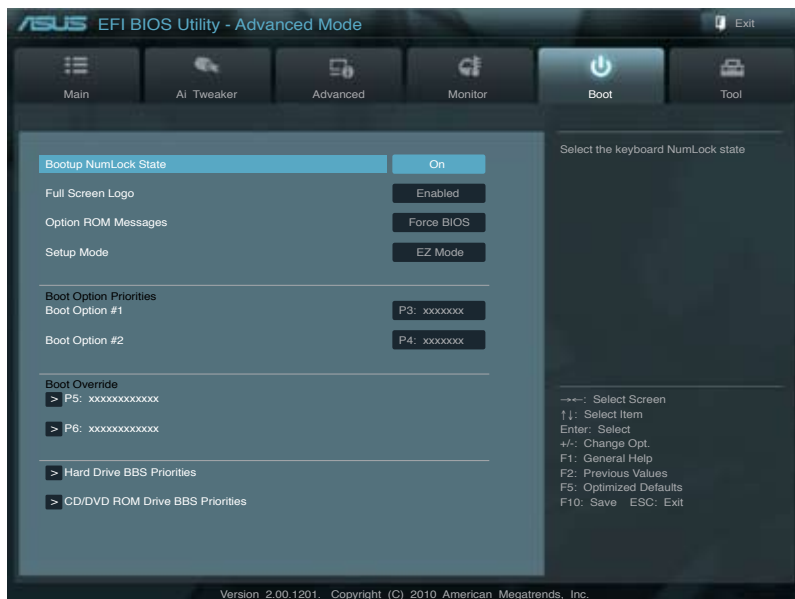 ASUS EFI BIOS Utility - Advanced Mode
Exit
Main
Ai Tweaker
Advanced
Monitor
Boot
Tool
Bootup NumLock State On
Full Screen Logo Enabled
Option ROM Messages Force BIOS
Setup Mode EZ Mode
Boot Option Priorities
Boot Option #1 P3: xxxxxxx
Boot Option #2 P4: xxxxxxx
Boot Override
> P5: xxxxxxxxxxxx
> P6: xxxxxxxxxxxx
> Hard Drive BBS Priorities
> CD/DVD ROM Drive BBS Priorities
Select the keyboard NumLock state
→←: Select Screen
↑↓: Select Item
Enter: Select
+/-: Change Opt.
F1: General Help
F2: Previous Values
F5: Optimized Defaults
F10: Save ESC: Exit
Version 2.00.1201. Copyright (C) 2010 American Megatrends, Inc.